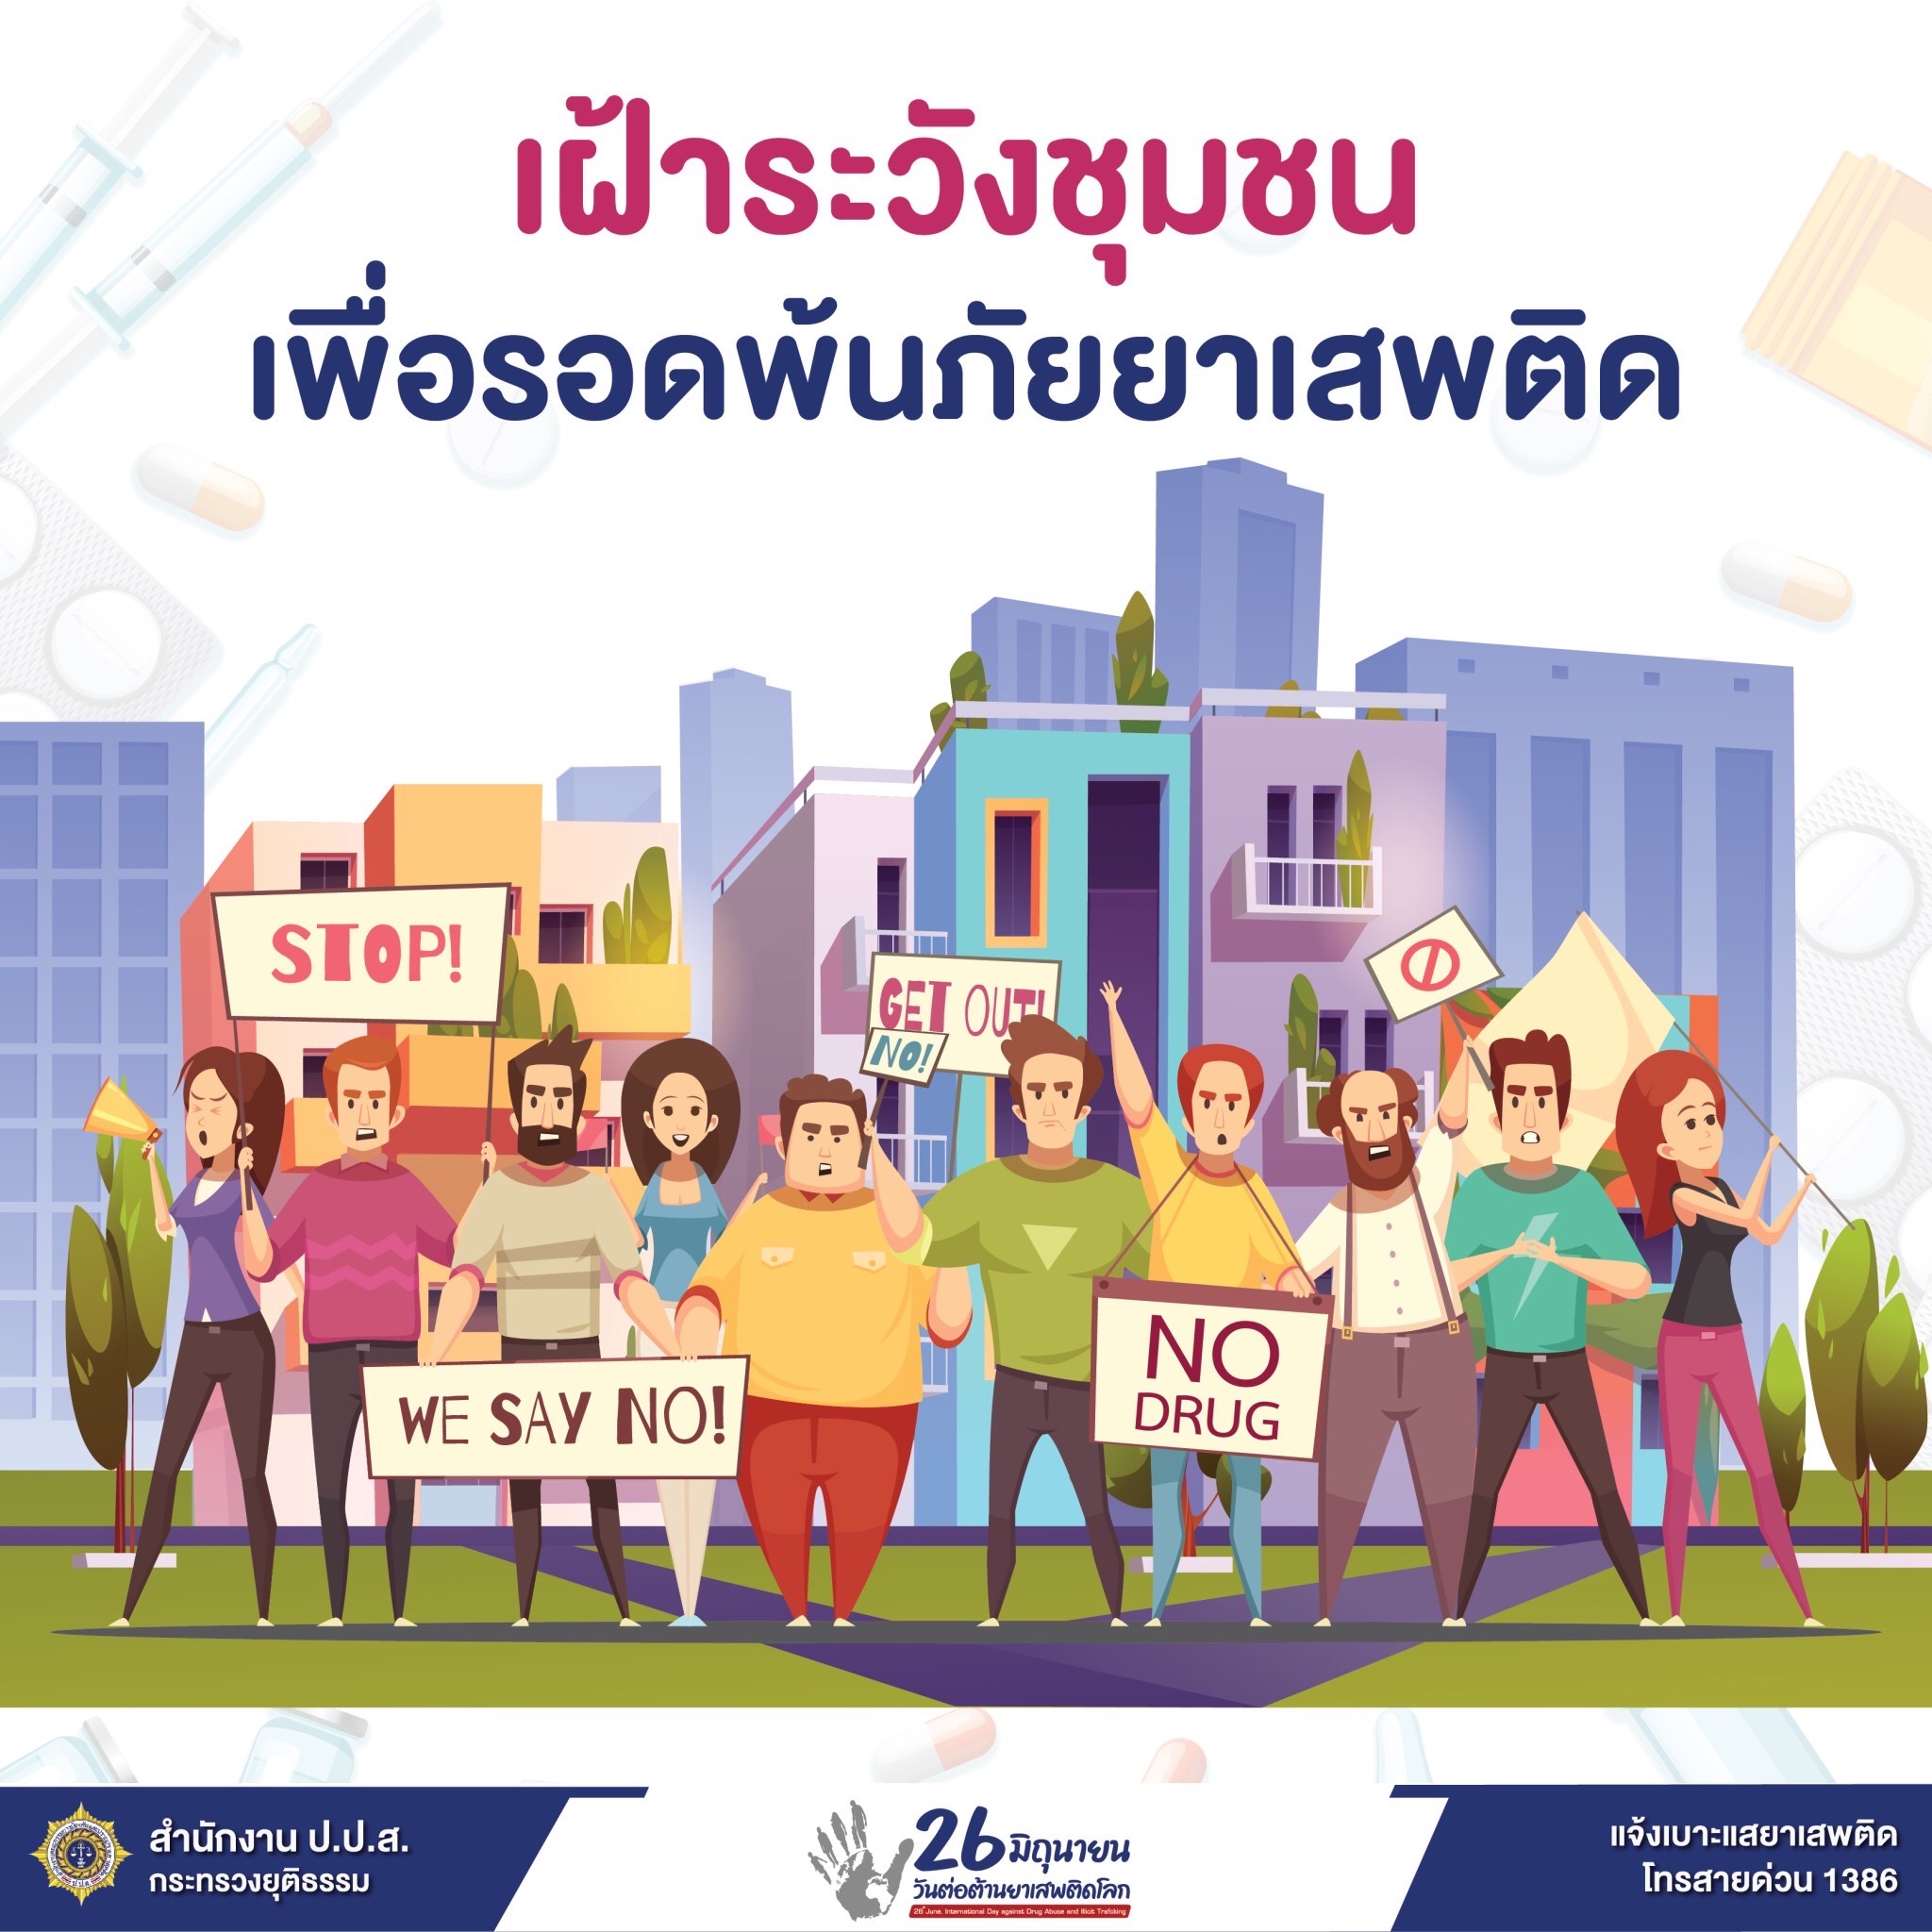 เฝ้าระวังชุมชน
เพื่อรอดพ้นภัยยาเสพติด
STOP!
GET OUT!
NO!
WE SAY NO!
NO
DRUG
สำนักงาน ป.ป.ส.
กระทรวงยุติธรรม
26 มิถุนายน
วันต่อต้านยาเสพติดโลก
26th June, International Day against Drug Abuse and Illicit Trafcking
แจ้งเบาะแสยาเสพติด
โทรสายด่วน 1386